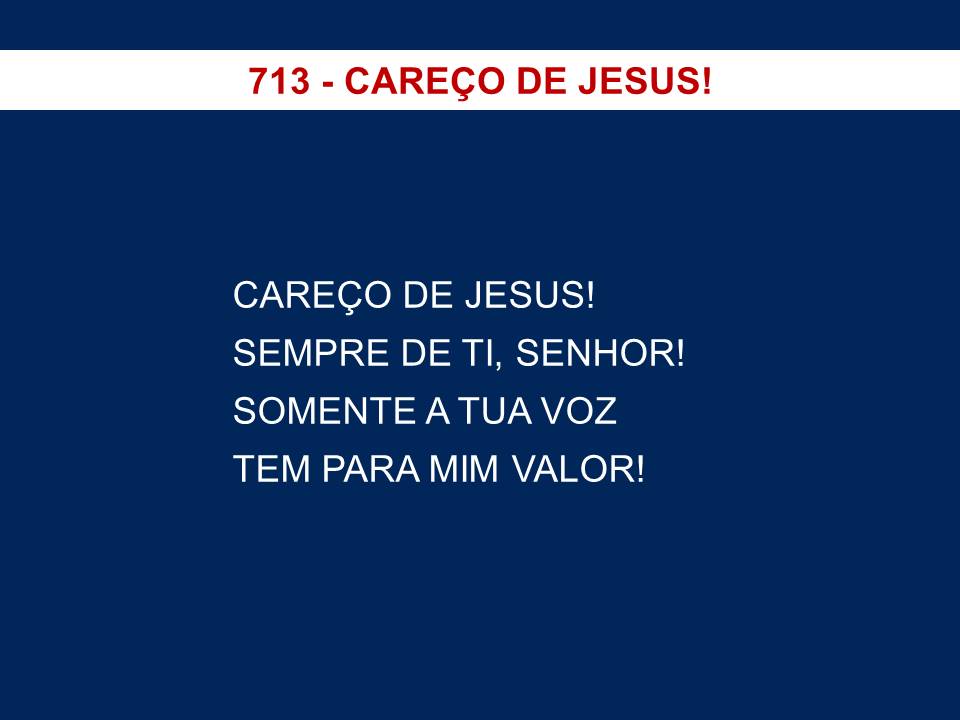 713 - CAREÇO DE JESUS!
CAREÇO DE JESUS!
SEMPRE DE TI, SENHOR!
SOMENTE A TUA VOZ
TEM PARA MIM VALOR!